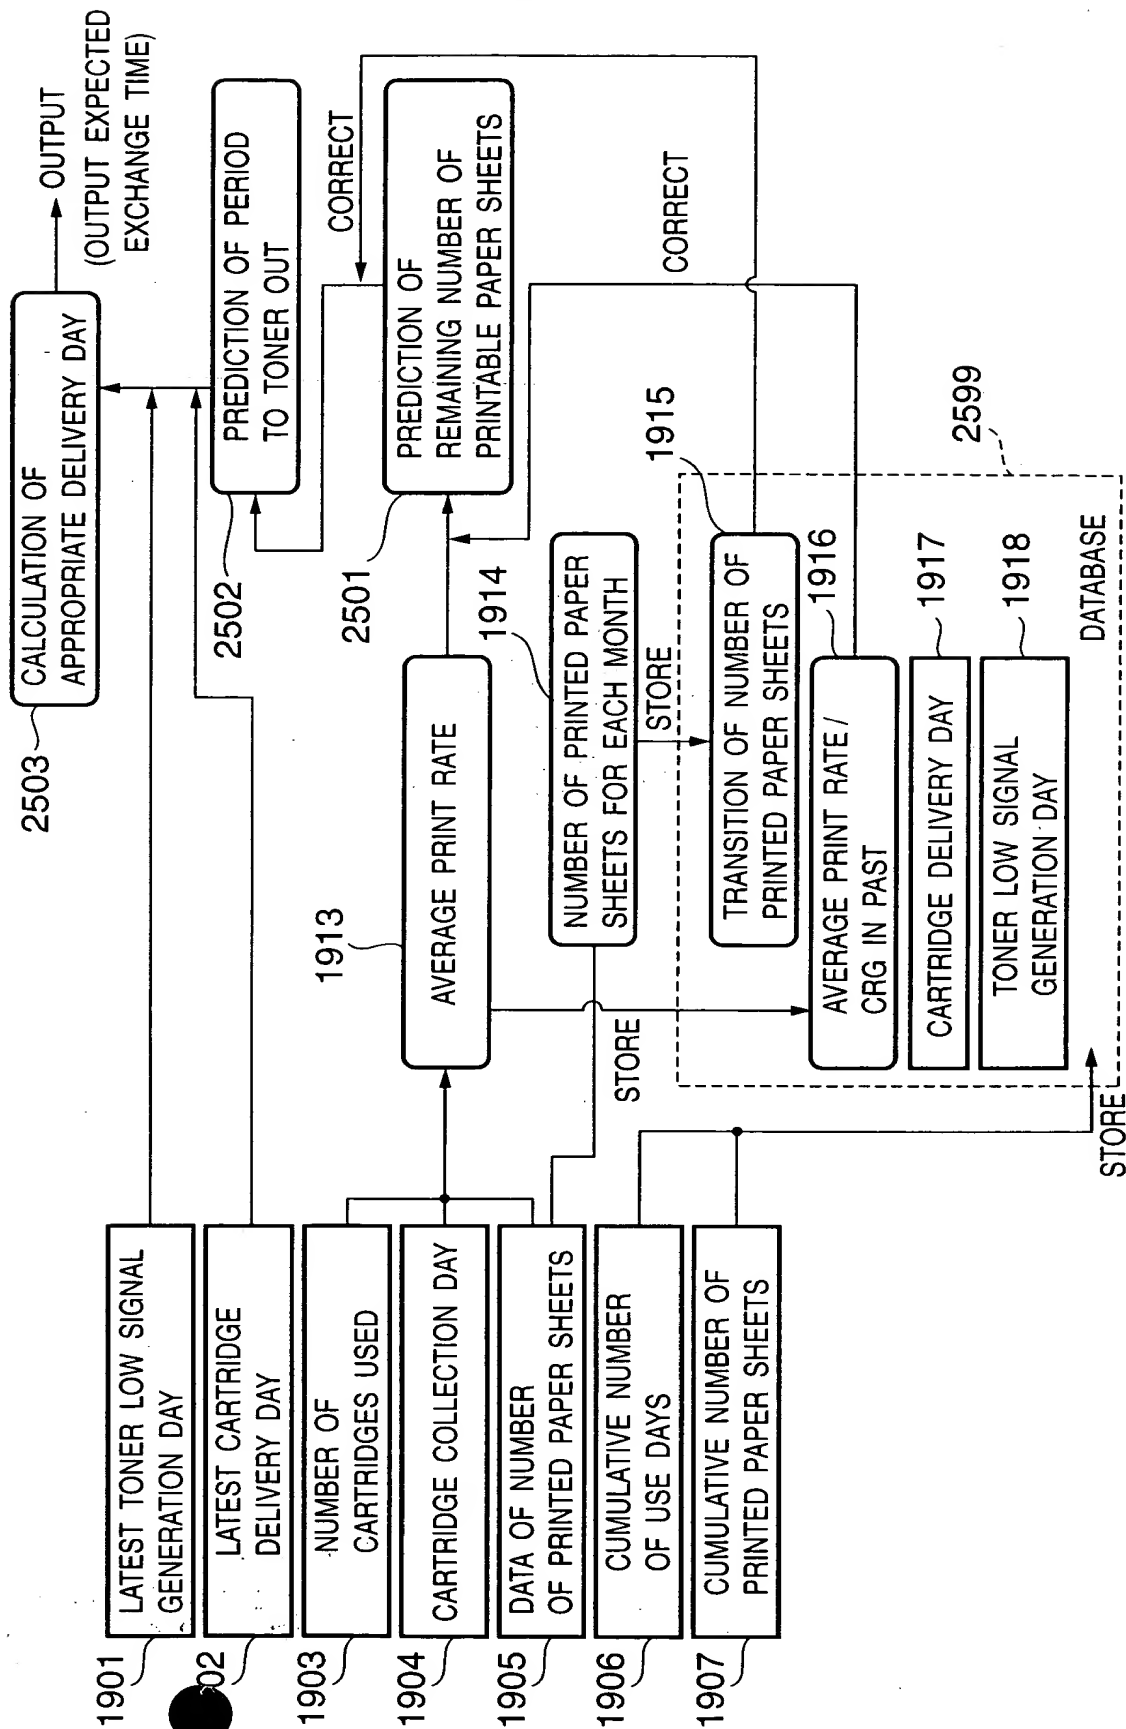 1901
LATEST TONER LOW SIGNAL
GENERATION DAY
02
LATEST CARTRIDGE
DELIVERY DAY
1903
NUMBER OF
CARTRIDGES USED
1904
CARTRIDGE COLLECTION DAY
1905
DATA OF NUMBER
OF PRINTED PAPER SHEETS
1906
CUMULATIVE NUMBER
OF USE DAYS
1907
CUMULATIVE NUMBER OF
PRINTED PAPER SHEETS
1913
AVERAGE PRINT RATE
1914
NUMBER OF PRINTED PAPER
SHEETS FOR EACH MONTH
STORE
STORE
STORE
1915
TRANSITION OF NUMBER OF
PRINTED PAPER SHEETS
1916
AVERAGE PRINT RATE/
CRG IN PAST
1917
CARTRIDGE DELIVERY DAY
1918
TONER LOW SIGNAL
GENERATION DAY
DATABASE
2599
2503
CALCULATION OF
APPROPRIATE DELIVERY DAY
OUTPUT
(OUTPUT EXPECTED
EXCHANGE TIME)
2502
PREDICTION OF PERIOD
TO TONER OUT
CORRECT
2501
PREDICTION OF
REMAINING NUMBER OF
PRINTABLE PAPER SHEETS
CORRECT